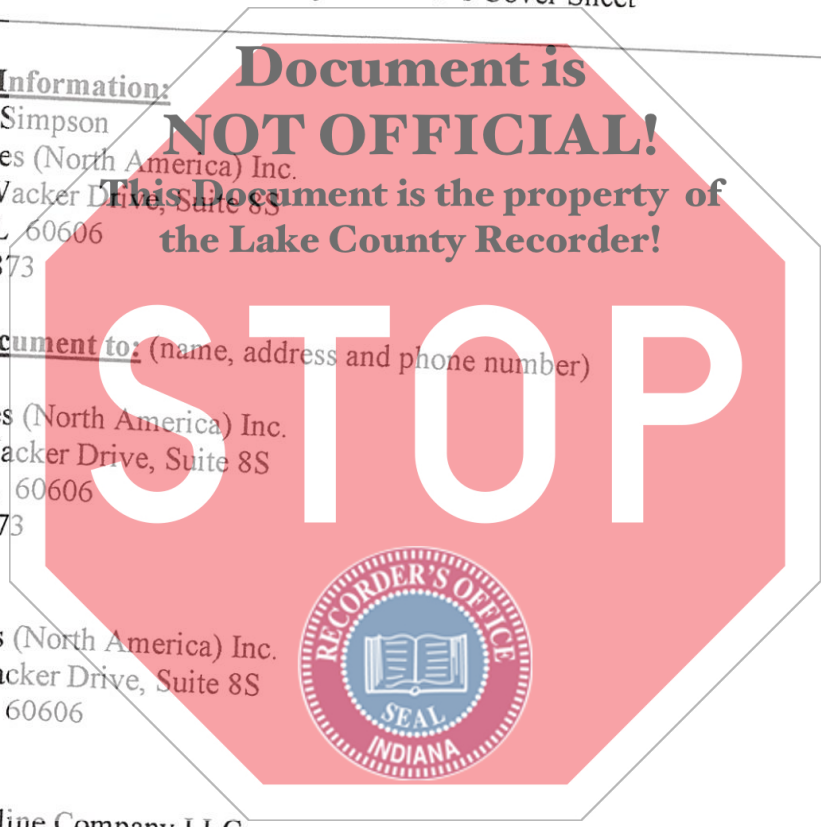 Cover Sheet
Information:
Simpson
es (North America) Inc.
Wacker Drive, Suite 8S
60606
373
Document is
NOT OFFICIAL!
This Document is the property of
the Lake County Recorder!
STOP
cument to: (name, address and phone number)
s (North America) Inc.
acker Drive, Suite 8S
60606
73
s (North America) Inc.
acker Drive, Suite 8S
60606
RECORDER'S OFFICE
SEAL
INDIANA
line Company LLC